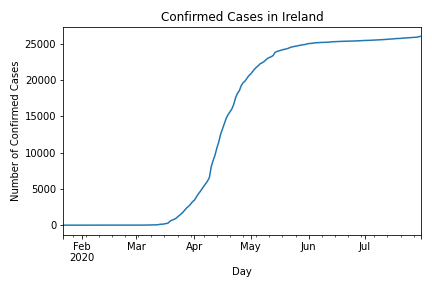 Confirmed Cases in Ireland
Number of Confirmed Cases
25000
20000
15000
10000
5000
0
Feb Mar Apr May Jun Jul
2020
Day